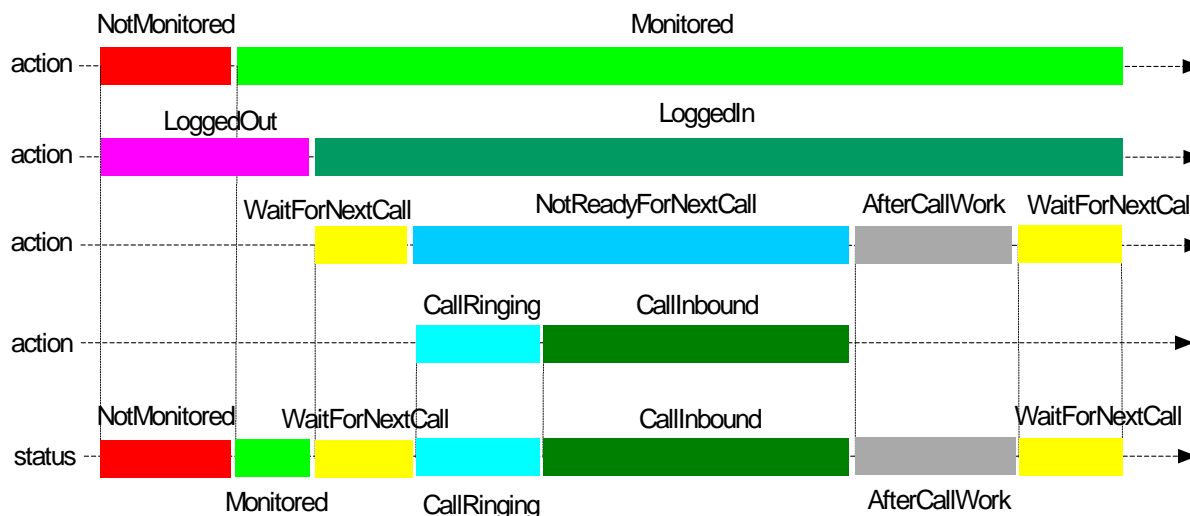 NotMonitored Monitored
action
LoggedOut LoggedIn
action
WaitForNextCall NotReadyForNextCall AfterCallWork WaitForNextCal
action
CallRinging CallInbound
action
NotMonitored WaitForNextCall CallInbound WaitForNextCall
status
Monitored CallRinging AfterCallWork